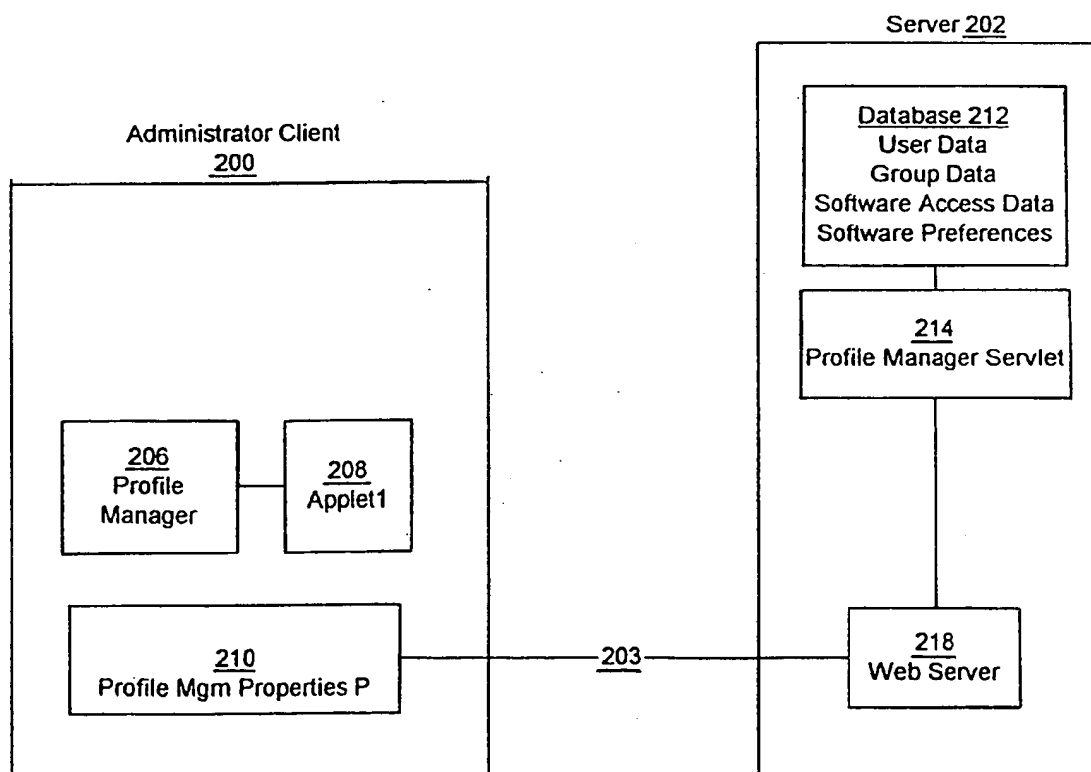 Server 202
Database 212
User Data
Group Data
Software Access Data
Software Preferences
Administrator Client
200
214
Profile Manager Servlet
206
Profile
Manager
208
Applet1
210
Profile Mgm Properties P
203
218
Web Server